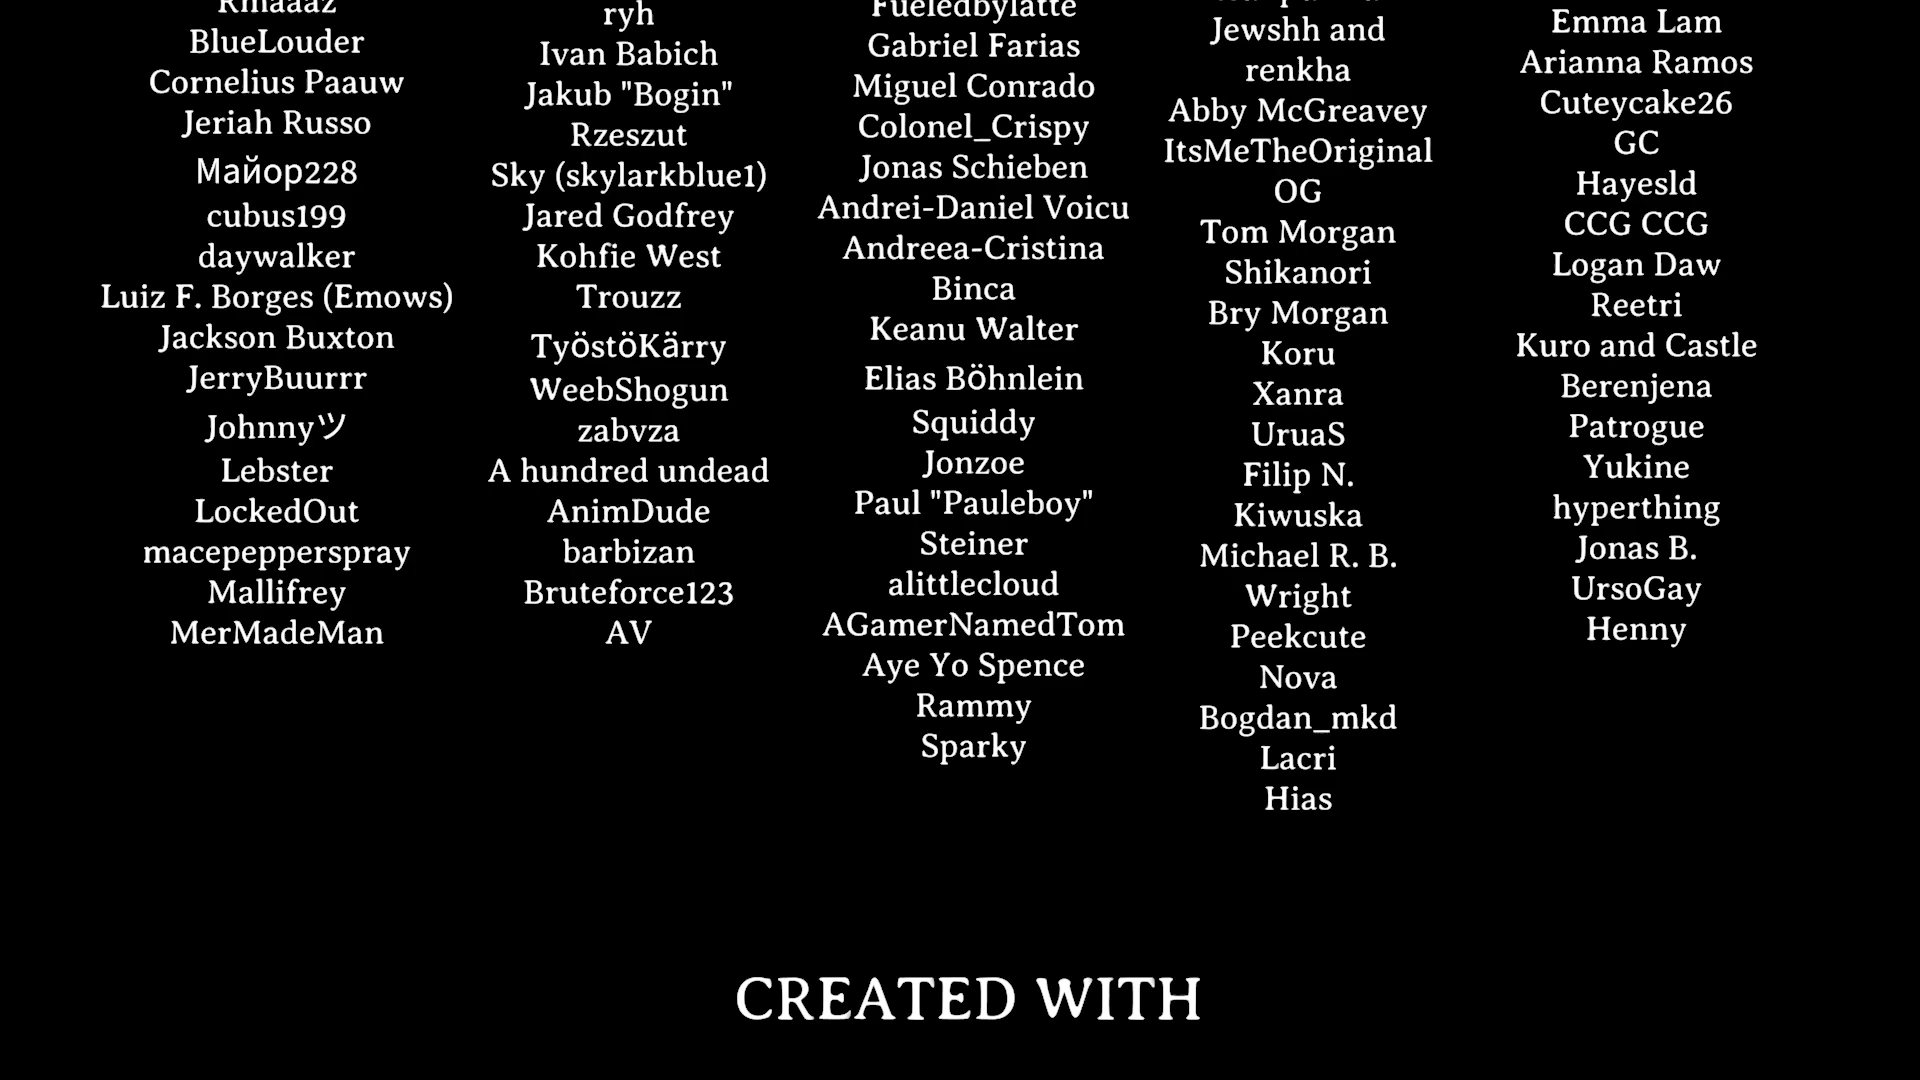 Rmaaaz
BlueLouder
Cornelius Paauw
Jeriah Russo
Майор228
cubus199
daywalker
Luiz F. Borges (Emows)
Jackson Buxton
JerryBuurrr
Johnnyツ
Lebster
LockedOut
macepepperspray
Mallifrey
MerMadeMan
ryh
Ivan Babich
Jakub "Bogin"
Rzeszut
Sky (skylarkblue1)
Jared Godfrey
Kohfie West
Trouzz
TyöstöKärry
WeebShogun
zabvza
A hundred undead
AnimDude
barbizan
Bruteforce123
AV
Fueledbylatte
Gabriel Farias
Miguel Conrado
Colonel_Crispy
Jonas Schieben
Andrei-Daniel Voicu
Andreea-Cristina
Binca
Keanu Walter
Elias Böhnlein
Squiddy
Jonzoe
Paul "Pauleboy"
Steiner
alittlecloud
AGamerNamedTom
Aye Yo Spence
Rammy
Sparky
Jewshh and
renkha
Abby McGreavey
ItsMeTheOriginal
OG
Tom Morgan
Shikanori
Bry Morgan
Koru
Xanra
UruaS
Filip N.
Kiwuska
Michael R. B.
Wright
Peekcute
Nova
Bogdan_mkd
Lacri
Hias
Emma Lam
Arianna Ramos
Cuteycake26
GC
Hayesld
CCG CCG
Logan Daw
Reetri
Kuro and Castle
Berenjena
Patrogue
Yukine
hyperthing
Jonas B.
UrsoGay
Henny
CREATED WITH